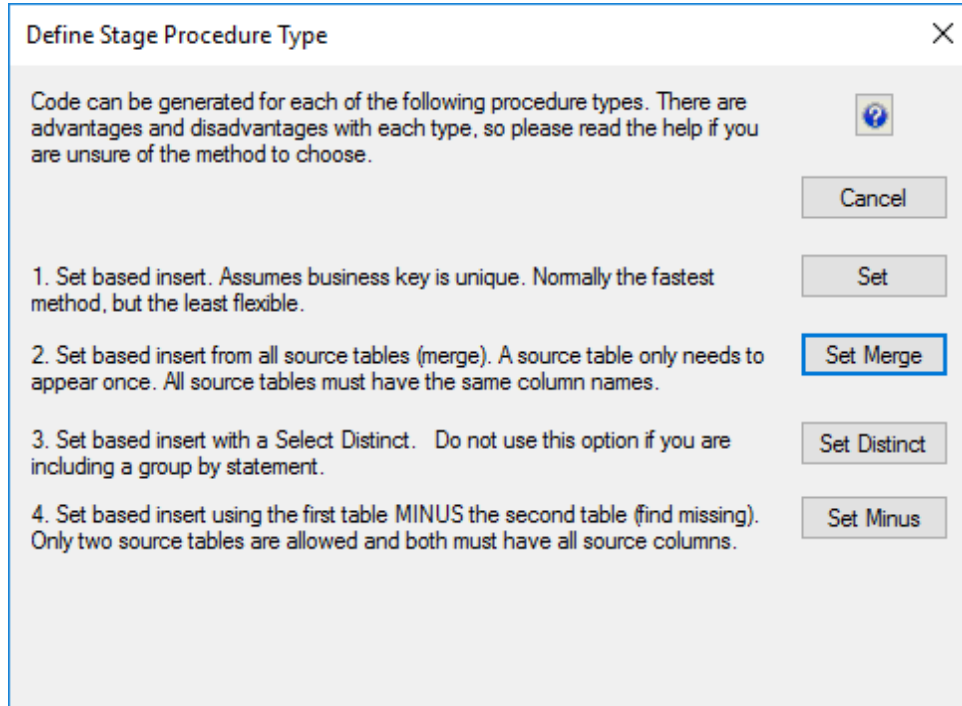 Define Stage Procedure Type
Code can be generated for each of the following procedure types. There are
advantages and disadvantages with each type, so please read the help if you
are unsure of the method to choose.
Cancel
1. Set based insert. Assumes business key is unique. Normally the fastest
method, but the least flexible.
Set
2. Set based insert from all source tables (merge). A source table only needs to
appear once. All source tables must have the same column names.
Set Merge
3. Set based insert with a Select Distinct.   Do not use this option if you are
including a group by statement.
Set Distinct
4. Set based insert using the first table MINUS the second table (find missing).
Only two source tables are allowed and both must have all source columns.
Set Minus